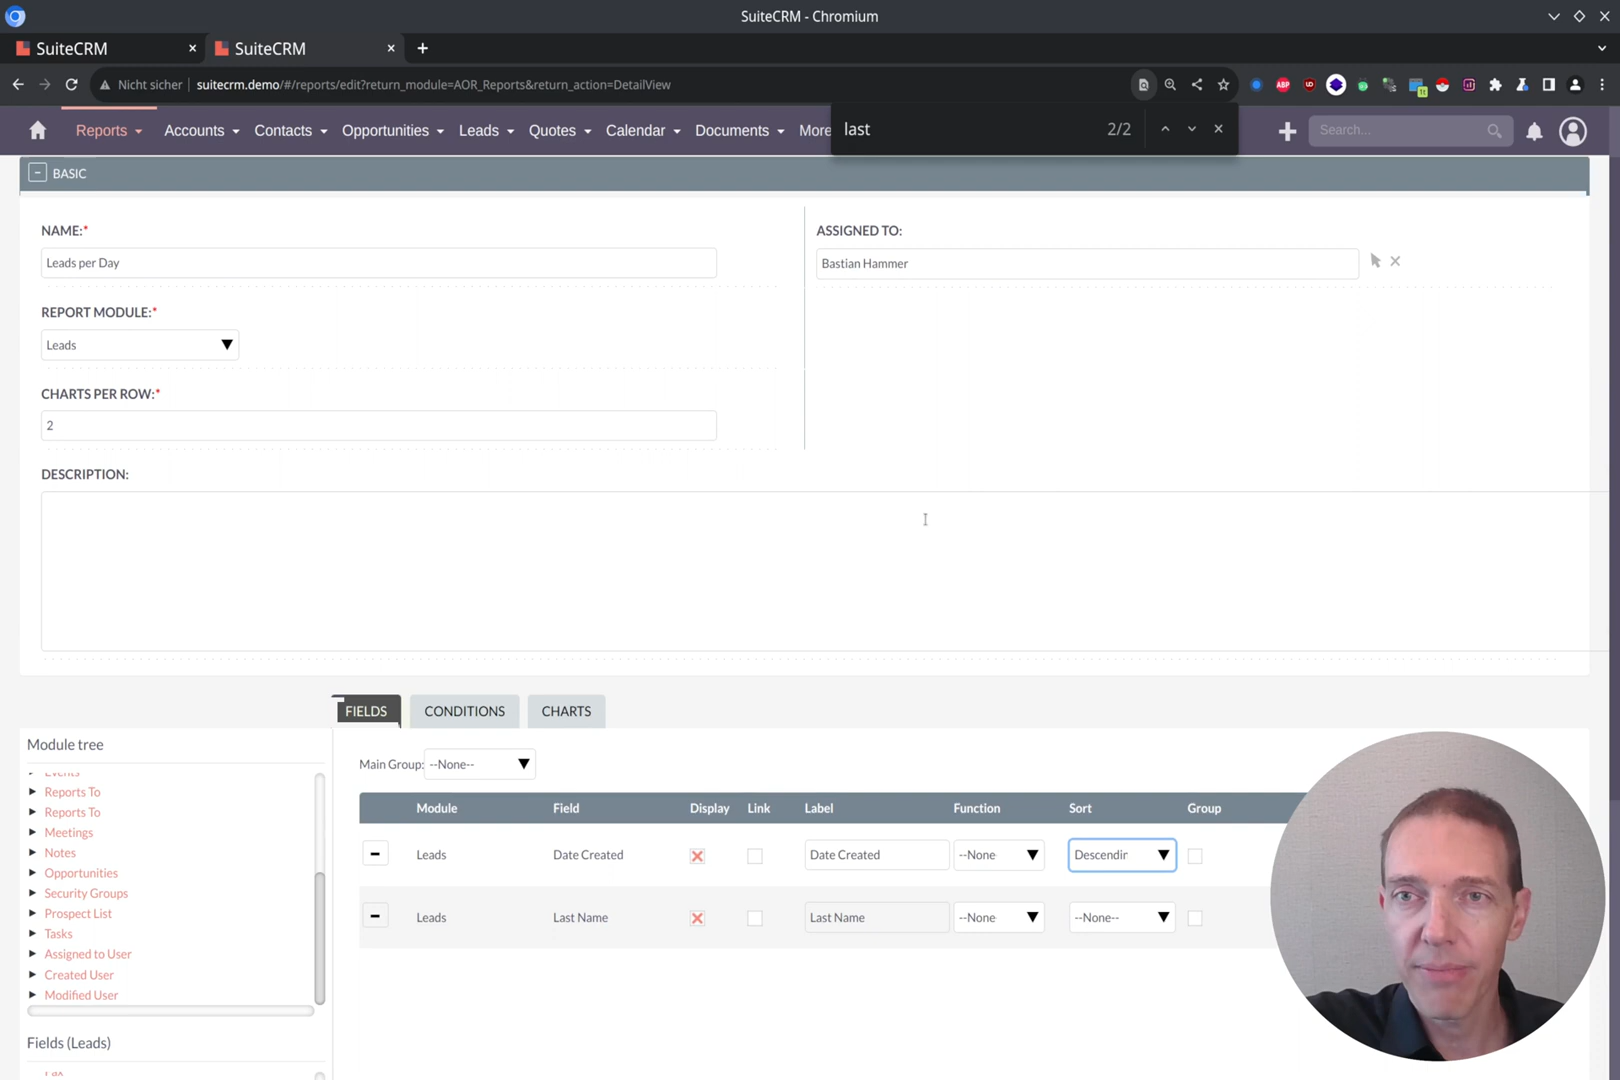 SuiteCRM - Chromium
SuiteCRM
SuiteCRM
Nicht sicher suitecrm.demo/#/reports/edit?return_module=AOR_Reports&return_action=DetailView
Reports Accounts Contacts Opportunities Leads Quotes Calendar Documents More
last 2/2
Search...
BASIC
NAME:*
Leads per Day
ASSIGNED TO:
Bastian Hammer
REPORT MODULE:*
Leads
CHARTS PER ROW:*
2
DESCRIPTION:
FIELDS CONDITIONS CHARTS
Module tree
Events
Reports To
Reports To
Meetings
Notes
Opportunities
Security Groups
Prospect List
Tasks
Assigned to User
Created User
Modified User
Fields (Leads)
Main Group: --None--
Module Field Display Link Label Function Sort Group
Leads Date Created Date Created --None Descendir
Leads Last Name Last Name --None --None--